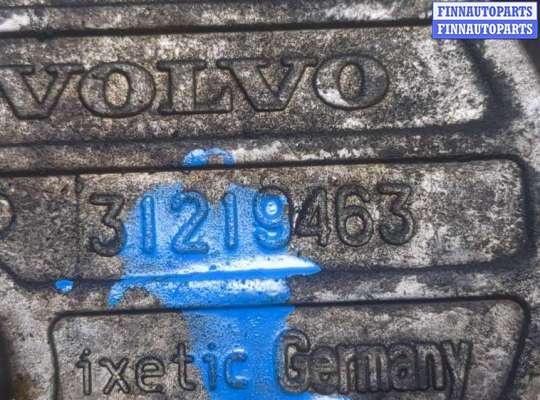 FINNAUTOPARTS
FINNAUTOPARTS
VOLVO
31219463
ixetic Germany